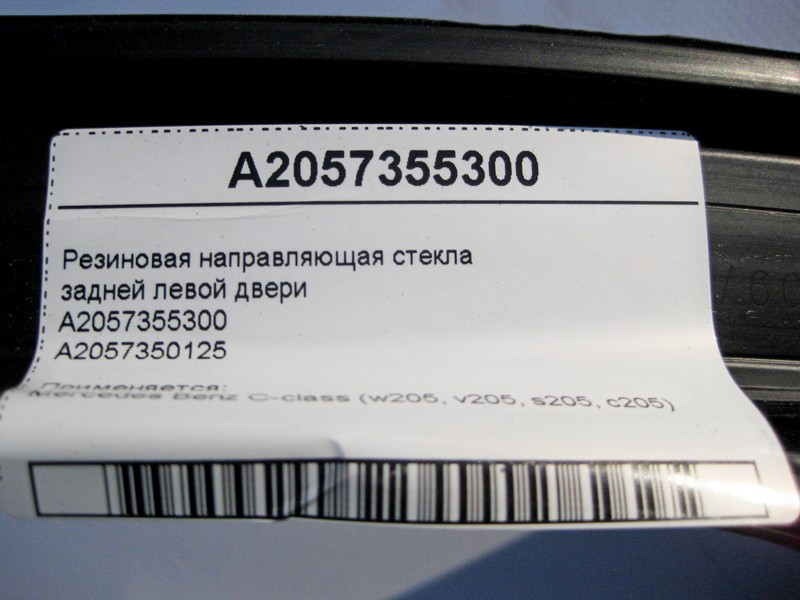 A2057355300
Резиновая направляющая стекла
задней левой двери
A2057355300
A2057350125
Применяется:
Mercedes Benz C-class (w205, v205, s205, c205)